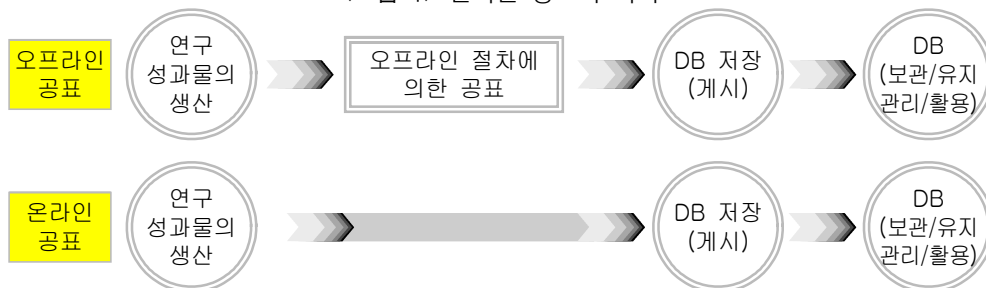 오프라인
공표
연구
성과물의
생산
오프라인 절차에
의한 공표
DB 저장
(게시)
DB
(보관/유지
관리/활용)
온라인
공표
연구
성과물의
생산
DB 저장
(게시)
DB
(보관/유지
관리/활용)